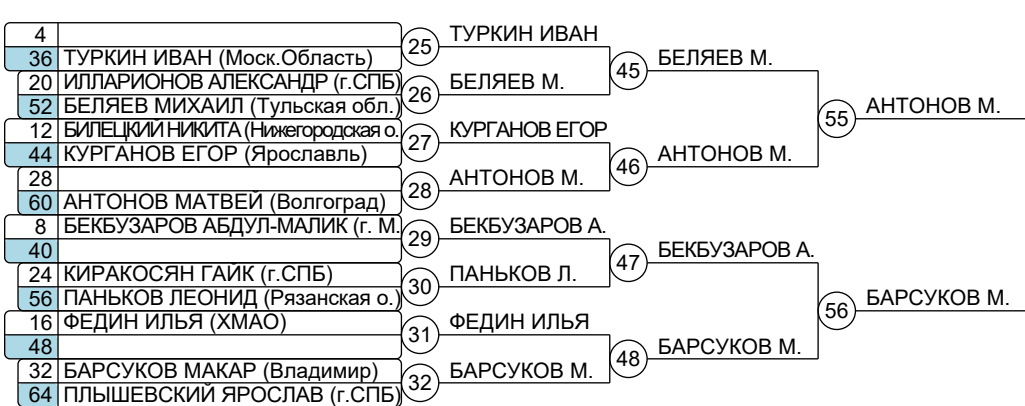 4
36 ТУРКИН ИВАН (Моск.Область)
20 ИЛЛАРИОНОВ АЛЕКСАНДР (г.СПБ)
52 БЕЛЯЕВ МИХАИЛ (Тульская обл.)
12 БИЛЕЦКИЙ НИКИТА (Нижегородская о.
44 КУРГАНОВ ЕГОР (Ярославль)
28
60 АНТОНОВ МАТВЕЙ (Волгоград)
8 БЕКБУЗАРОВ АБДУЛ-МАЛИК (г. М.
40
24 КИРАКОСЯН ГАЙК (г.СПБ)
56 ПАНЬКОВ ЛЕОНИД (Рязанская о.)
16 ФЕДИН ИЛЬЯ (ХМАО)
48
32 БАРСУКОВ МАКАР (Владимир)
64 ПЛЫШЕВСКИЙ ЯРОСЛАВ (г.СПБ)
25 ТУРКИН ИВАН
26 БЕЛЯЕВ М.
27 КУРГАНОВ ЕГОР
28 АНТОНОВ М.
29 БЕКБУЗАРОВ А.
30 ПАНЬКОВ Л.
31 ФЕДИН ИЛЬЯ
32 БАРСУКОВ М.
45 БЕЛЯЕВ М.
46 АНТОНОВ М.
47 БЕКБУЗАРОВ А.
48 БАРСУКОВ М.
55 АНТОНОВ М.
56 БАРСУКОВ М.